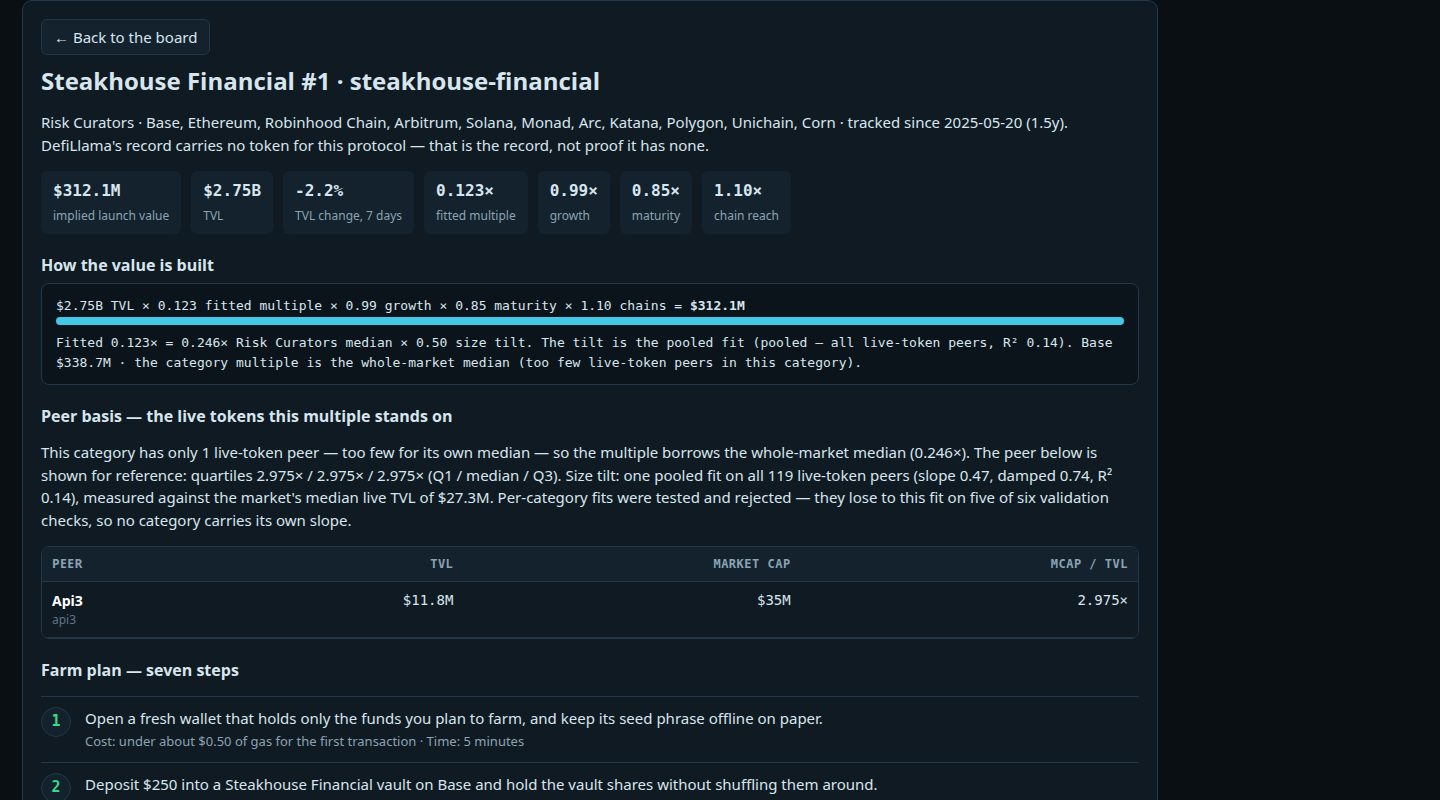 ← Back to the board
Steakhouse Financial #1 · steakhouse-financial
Risk Curators · Base, Ethereum, Robinhood Chain, Arbitrum, Solana, Monad, Arc, Katana, Polygon, Unichain, Corn · tracked since 2025-05-20 (1.5y).
DefiLlama's record carries no token for this protocol — that is the record, not proof it has none.
$312.1M $2.75B -2.2% 0.123× 0.99× 0.85× 1.10×
implied launch value TVL TVL change, 7 days fitted multiple growth maturity chain reach
How the value is built
$2.75B TVL × 0.123 fitted multiple × 0.99 growth × 0.85 maturity × 1.10 chains = $312.1M
Fitted 0.123× = 0.246× Risk Curators median × 0.50 size tilt. The tilt is the pooled fit (pooled — all live-token peers, R² 0.14). Base
$338.7M · the category multiple is the whole-market median (too few live-token peers in this category).
Peer basis — the live tokens this multiple stands on
This category has only 1 live-token peer — too few for its own median — so the multiple borrows the whole-market median (0.246×). The peer below is
shown for reference: quartiles 2.975× / 2.975× / 2.975× (Q1 / median / Q3). Size tilt: one pooled fit on all 119 live-token peers (slope 0.47, damped 0.74, R²
0.14), measured against the market's median live TVL of $27.3M. Per-category fits were tested and rejected — they lose to this fit on five of six validation
checks, so no category carries its own slope.
PEER TVL MARKET CAP MCAP / TVL
Api3 $11.8M $35M 2.975×
api3
Farm plan — seven steps
1 Open a fresh wallet that holds only the funds you plan to farm, and keep its seed phrase offline on paper.
Cost: under about $0.50 of gas for the first transaction · Time: 5 minutes
2 Deposit $250 into a Steakhouse Financial vault on Base and hold the vault shares without shuffling them around.